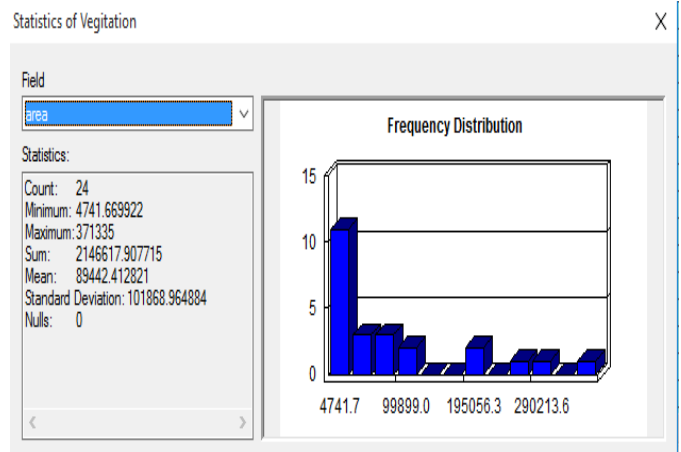 Statistics of Vegitation
X
Field
area
Statistics:
Count: 24
Minimum: 4741.669922
Maximum: 371335
Sum: 2146617.907715
Mean: 89442.412821
Standard Deviation: 101868.964884
Nulls: 0
Frequency Distribution
15
10
5
0
4741.7 99899.0 195056.3 290213.6